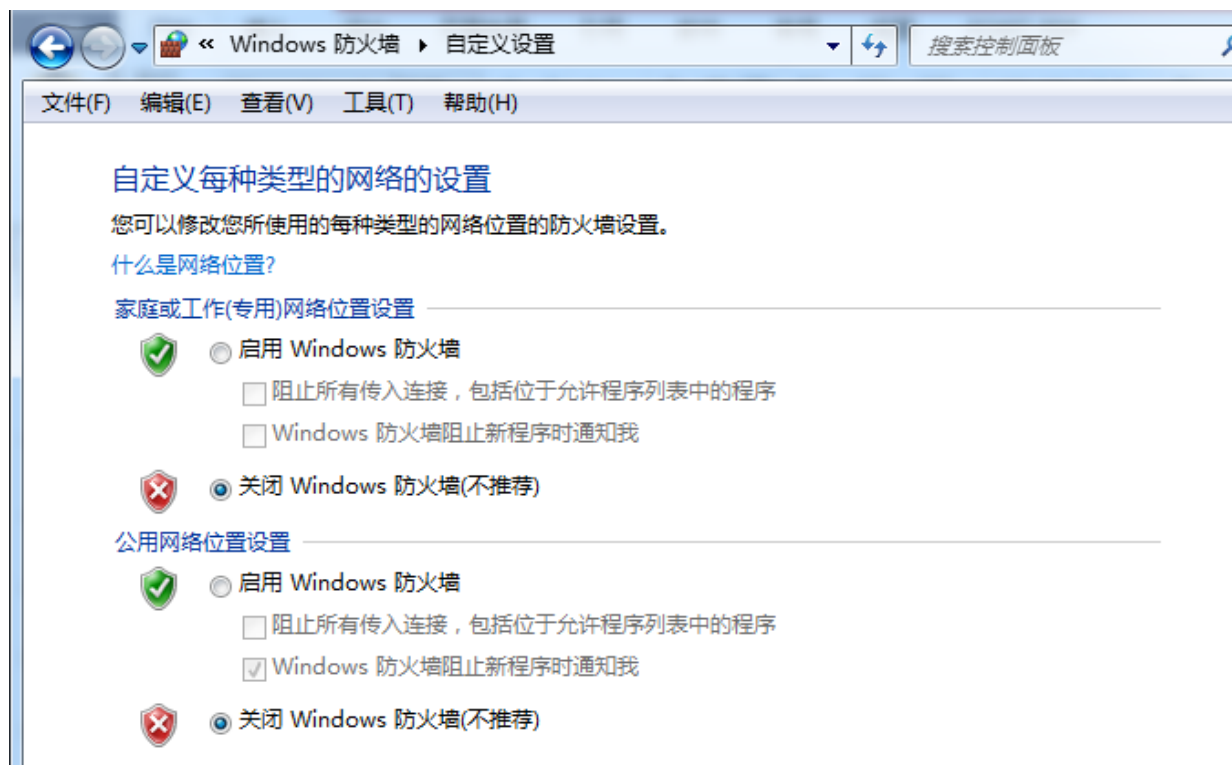 « Windows 防火墙 ▸ 自定义设置 搜索控制面板
文件(F) 编辑(E) 查看(V) 工具(T) 帮助(H)
自定义每种类型的网络的设置
您可以修改您所使用的每种类型的网络位置的防火墙设置。
什么是网络位置?
家庭或工作(专用)网络位置设置
启用 Windows 防火墙
阻止所有传入连接，包括位于允许程序列表中的程序
Windows 防火墙阻止新程序时通知我
关闭 Windows 防火墙(不推荐)
公用网络位置设置
启用 Windows 防火墙
阻止所有传入连接，包括位于允许程序列表中的程序
Windows 防火墙阻止新程序时通知我
关闭 Windows 防火墙(不推荐)